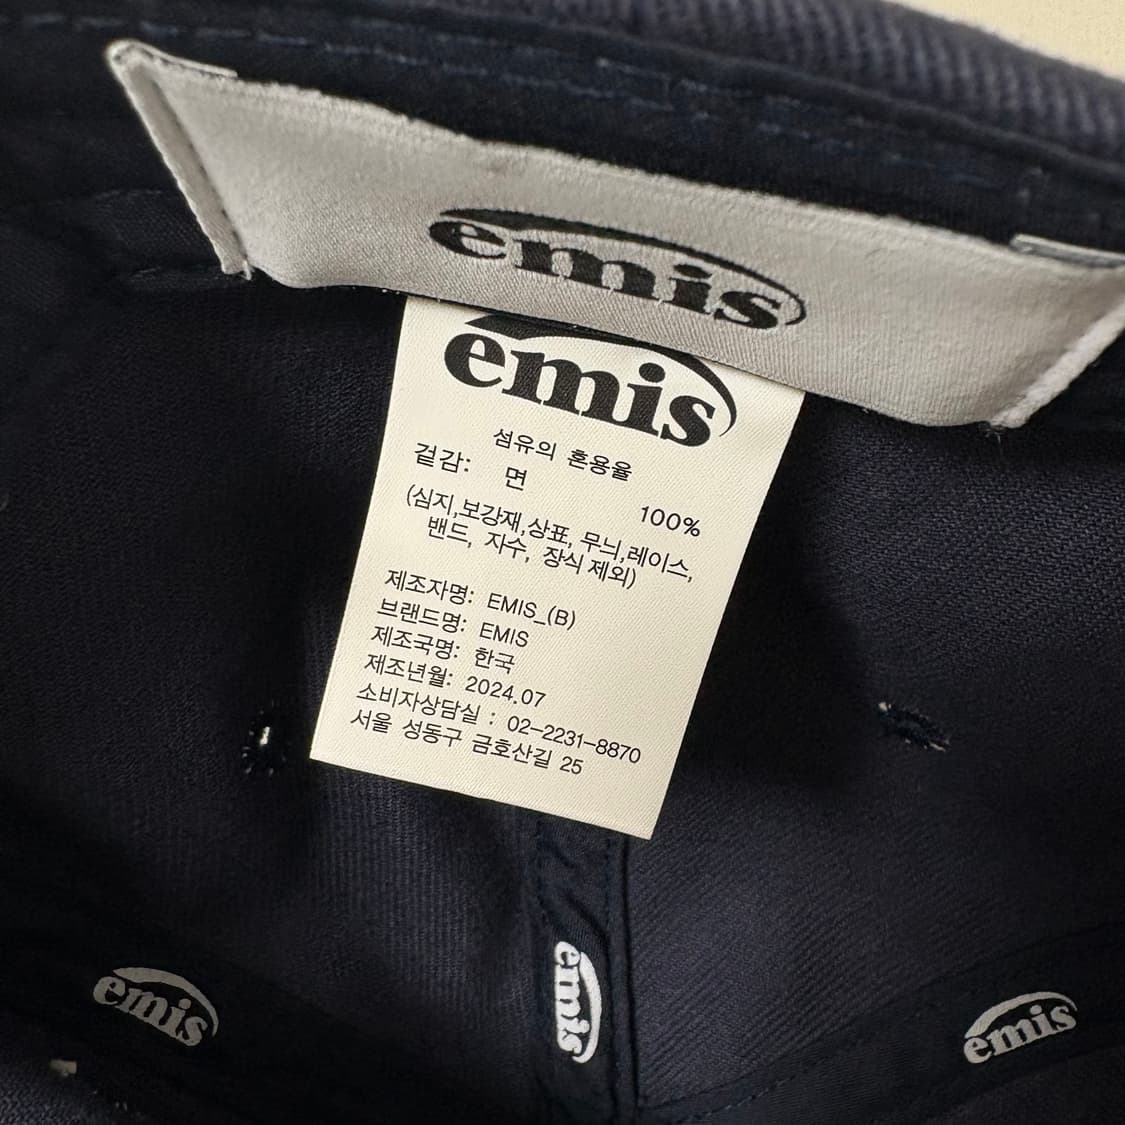 emis
emis
섬유의 혼용율
겉감: 면 100%
(심지,보강재,상표, 무늬,레이스,
밴드, 자수, 장식 제외)
제조자명: EMIS_(B)
브랜드명: EMIS
제조국명: 한국
제조년월: 2024.07
소비자상담실 : 02-2231-8870
서울 성동구 금호산길 25
emis
emis
emis